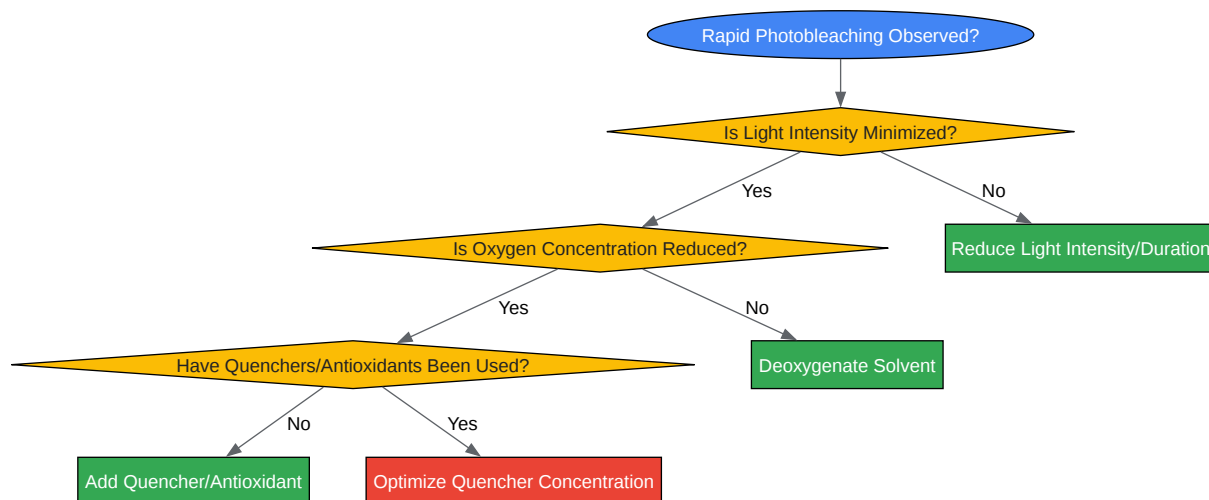 Rapid Photobleaching Observed?
Is Light Intensity Minimized?
Yes
No
Is Oxygen Concentration Reduced?
Reduce Light Intensity/Duration
Yes
No
Have Quenchers/Antioxidants Been Used?
Deoxygenate Solvent
No
Yes
Add Quencher/Antioxidant
Optimize Quencher Concentration